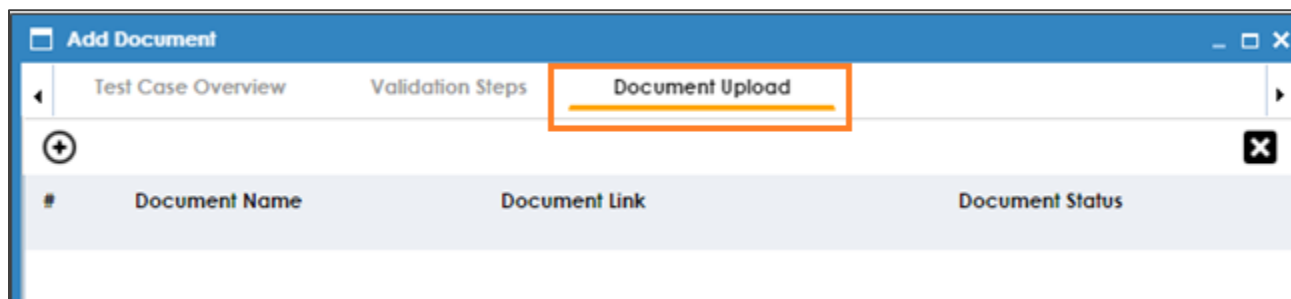 Add Document
Test Case Overview Validation Steps Document Upload
# Document Name Document Link Document Status